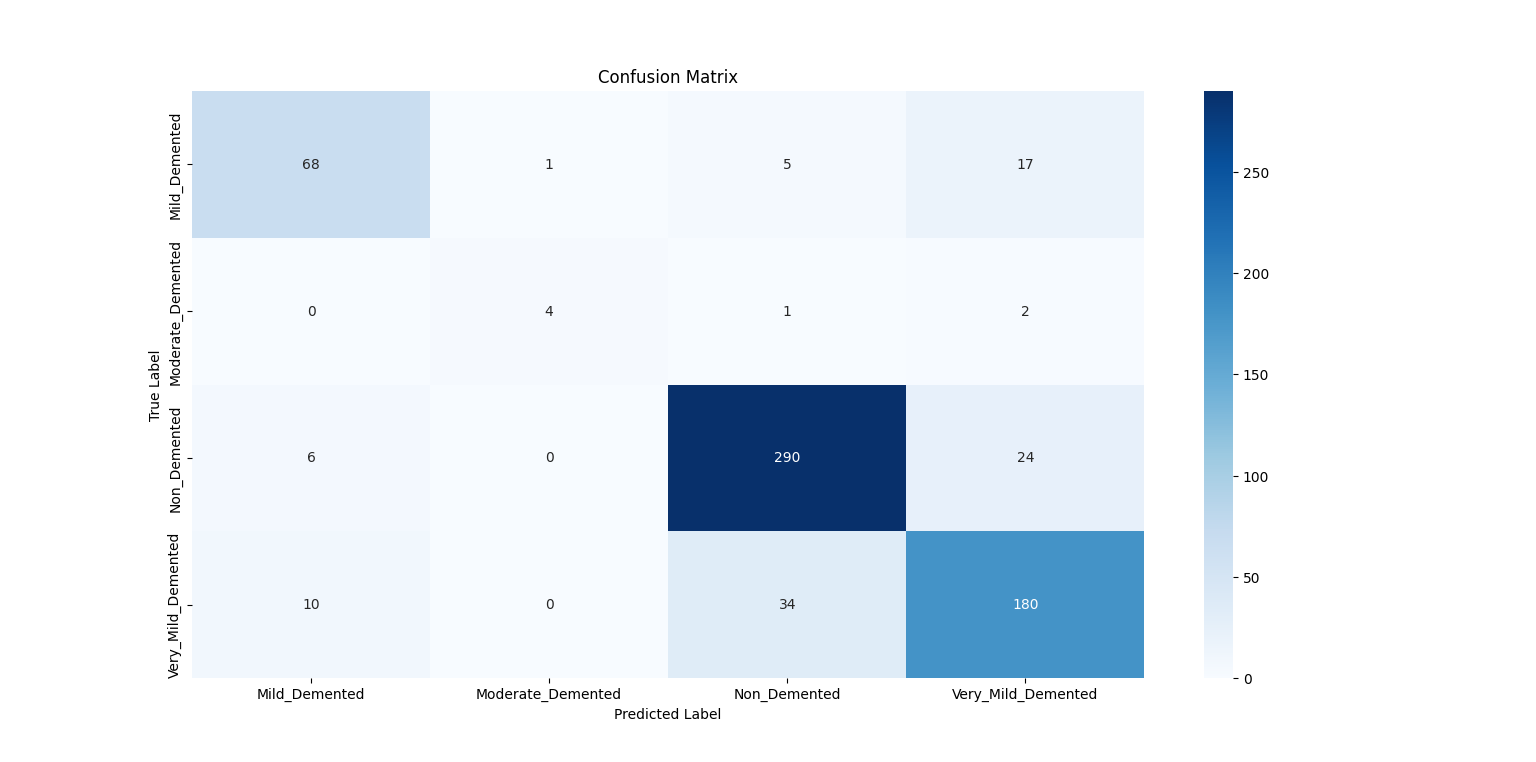 Confusion Matrix
True Label
Mild_Demented
68
1
5
17
Moderate_Demented
0
4
1
2
Non_Demented
6
0
290
24
Very_Mild_Demented
10
0
34
180
Mild_Demented
Moderate_Demented
Non_Demented
Very_Mild_Demented
Predicted Label
250
200
150
100
50
0